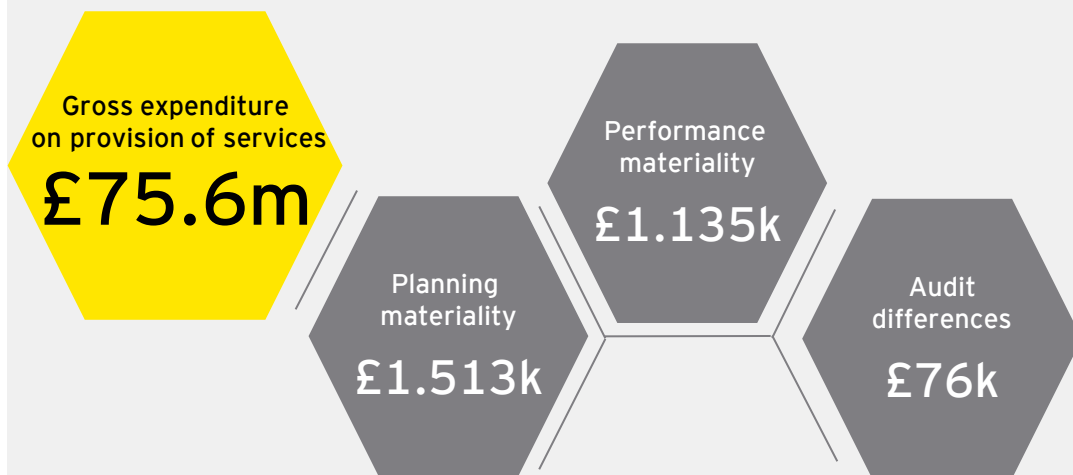 Gross expenditure
on provision of services
£75.6m
Planning
materiality
£1.513k
Performance
materiality
£1.135k
Audit
differences
£76k